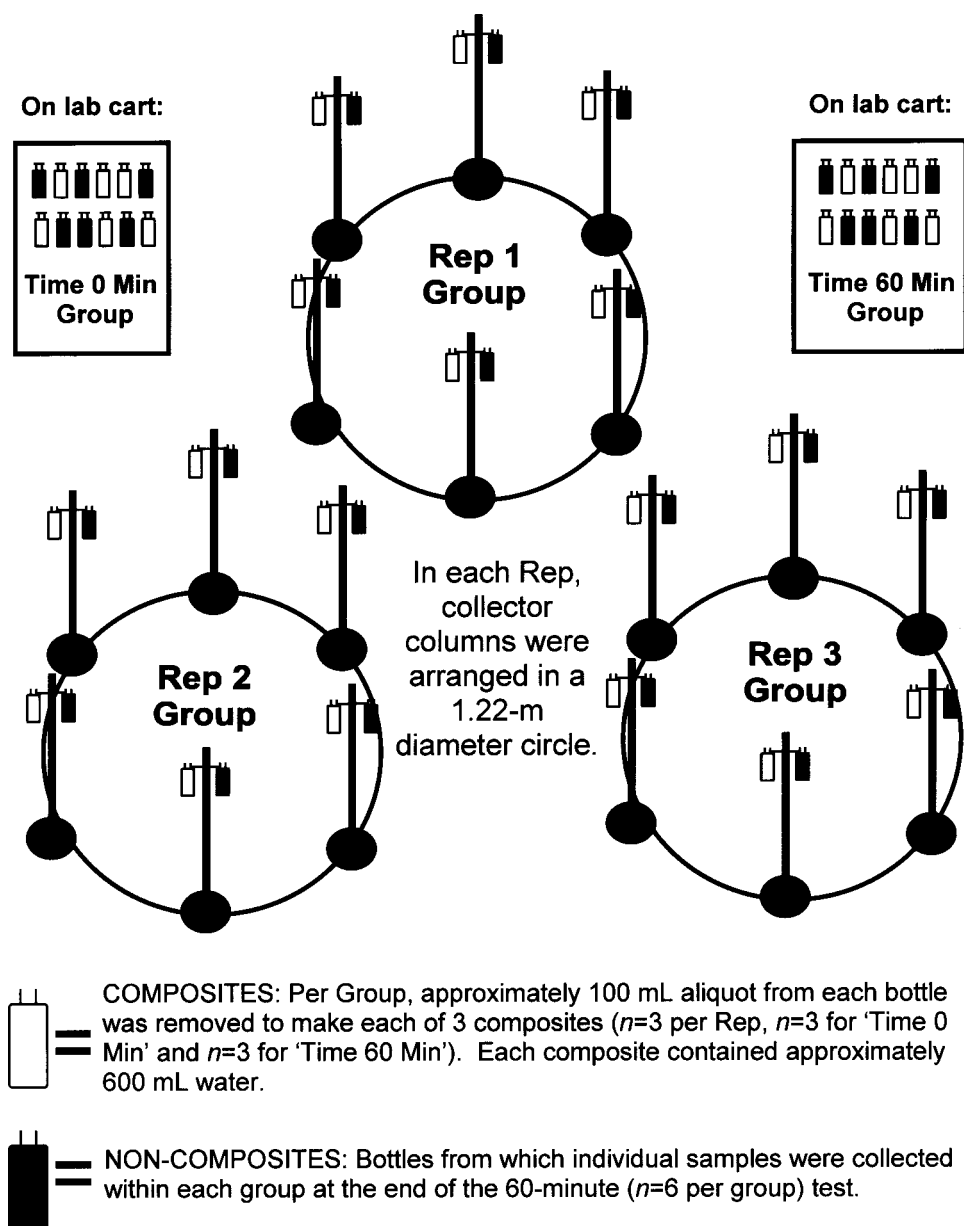 On lab cart:
Time 0 Min
Group
Rep 1
Group
On lab cart:
Time 60 Min
Group
In each Rep,
collector
columns were
arranged in a
1.22-m
diameter circle.
Rep 2
Group
Rep 3
Group
COMPOSITES: Per Group, approximately 100 mL aliquot from each bottle
was removed to make each of 3 composites (n=3 per Rep, n=3 for ‘Time 0
Min’ and n=3 for ‘Time 60 Min’). Each composite contained approximately
600 mL water.
NON-COMPOSITES: Bottles from which individual samples were collected
within each group at the end of the 60-minute (n=6 per group) test.